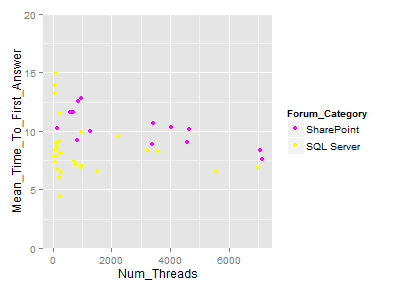 20
15
10
5
0
Mean_Time_To_First_Answer
0 2000 4000 6000
Num_Threads
Forum_Category
SharePoint
SQL Server